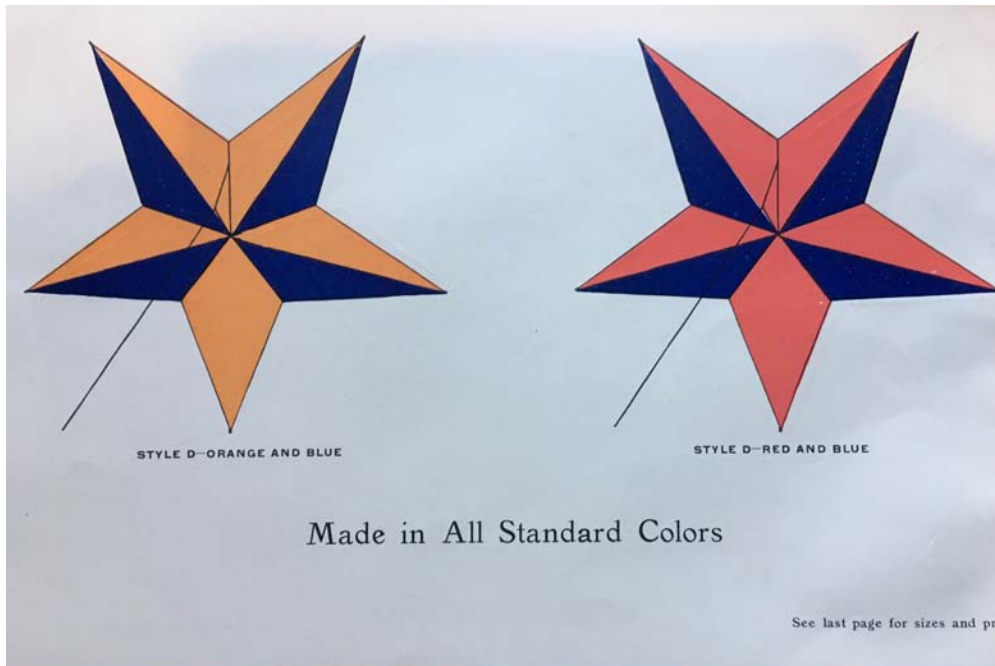 STYLE D—ORANGE AND BLUE
STYLE D—RED AND BLUE
Made in All Standard Colors
See last page for sizes and